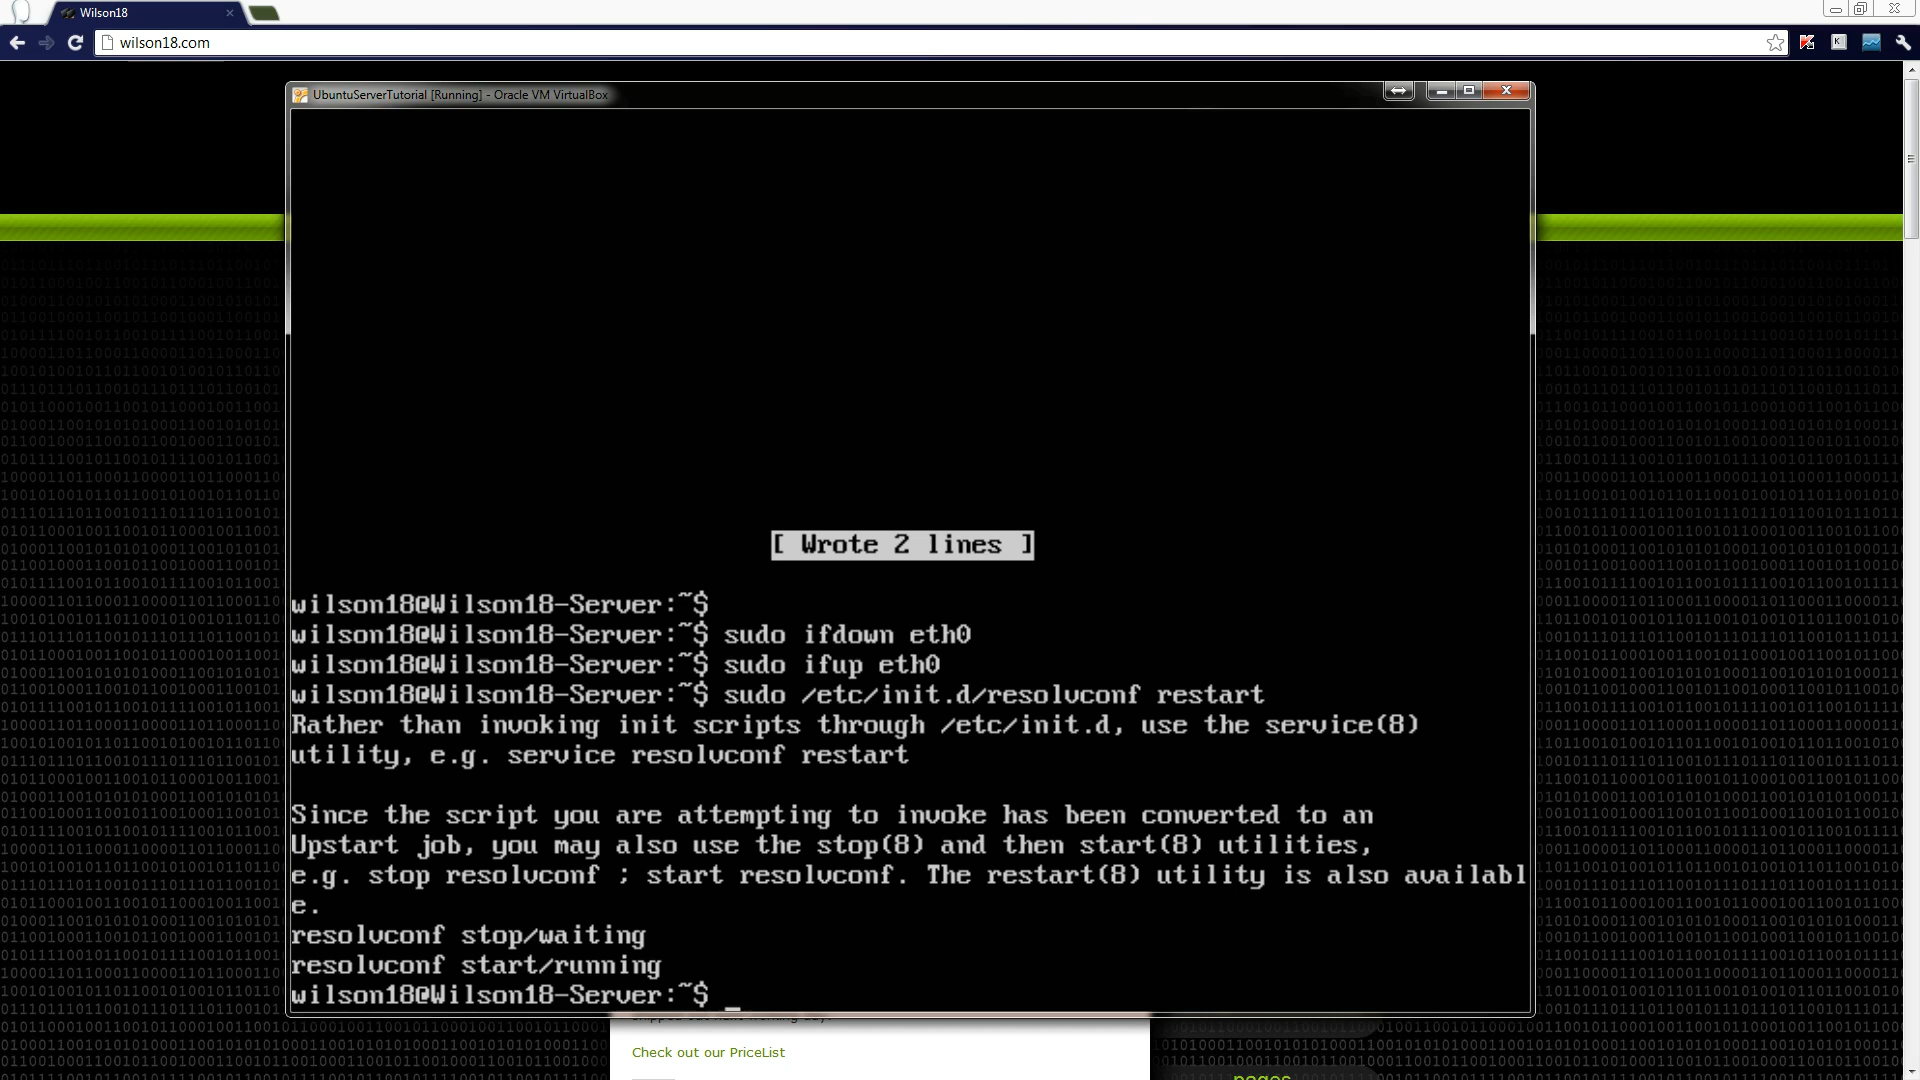 Wilson18
wilson18.com
UbuntuServerTutorial [Running] - Oracle VM VirtualBox
[ Wrote 2 lines ]
wilson18@Wilson18-Server:~$
wilson18@Wilson18-Server:~$ sudo ifdown eth0
wilson18@Wilson18-Server:~$ sudo ifup eth0
wilson18@Wilson18-Server:~$ sudo /etc/init.d/resolvconf restart
Rather than invoking init scripts through /etc/init.d, use the service(8)
utility, e.g. service resolvconf restart
Since the script you are attempting to invoke has been converted to an
Upstart job, you may also use the stop(8) and then start(8) utilities,
e.g. stop resolvconf ; start resolvconf. The restart(8) utility is also availabl
e.
resolvconf stop/waiting
resolvconf start/running
wilson18@Wilson18-Server:~$
Check out our PriceList
pages